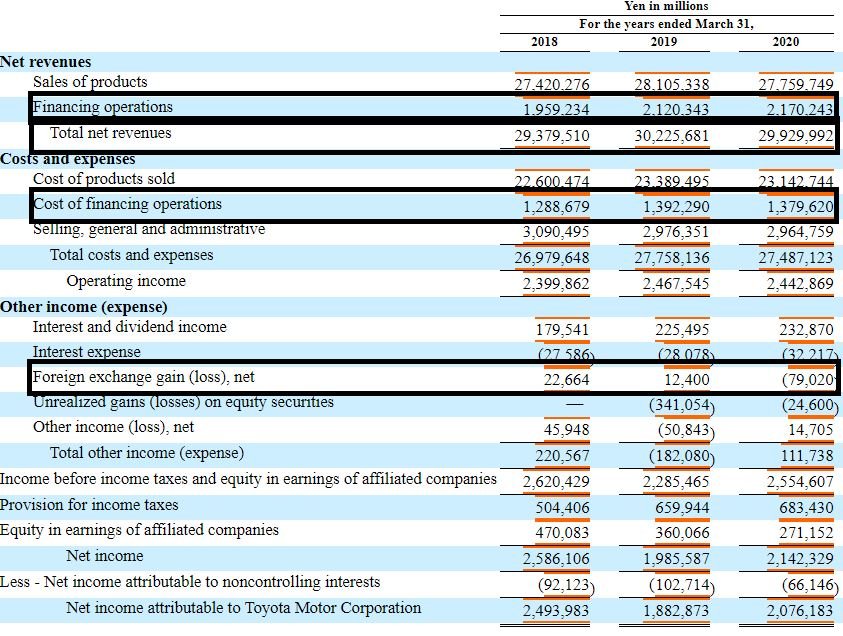 Yen in millions
For the years ended March 31,
2018 2019 2020
Net revenues
Sales of products 27,420,276 28,105,338 27,759,749
Financing operations 1,959,234 2,120,343 2,170,243
Total net revenues 29,379,510 30,225,681 29,929,992
Costs and expenses
Cost of products sold 22,600,474 23,389,495 23,142,744
Cost of financing operations 1,288,679 1,392,290 1,379,620
Selling, general and administrative 3,090,495 2,976,351 2,964,759
Total costs and expenses 26,979,648 27,758,136 27,487,123
Operating income 2,399,862 2,467,545 2,442,869
Other income (expense)
Interest and dividend income 179,541 225,495 232,870
Interest expense (27,586) (28,078) (32,217)
Foreign exchange gain (loss), net 22,664 12,400 (79,020)
Unrealized gains (losses) on equity securities — (341,054) (24,600)
Other income (loss), net 45,948 (50,843) 14,705
Total other income (expense) 220,567 (182,080) 111,738
Income before income taxes and equity in earnings of affiliated companies 2,620,429 2,285,465 2,554,607
Provision for income taxes 504,406 659,944 683,430
Equity in earnings of affiliated companies 470,083 360,066 271,152
Net income 2,586,106 1,985,587 2,142,329
Less - Net income attributable to noncontrolling interests (92,123) (102,714) (66,146)
Net income attributable to Toyota Motor Corporation 2,493,983 1,882,873 2,076,183